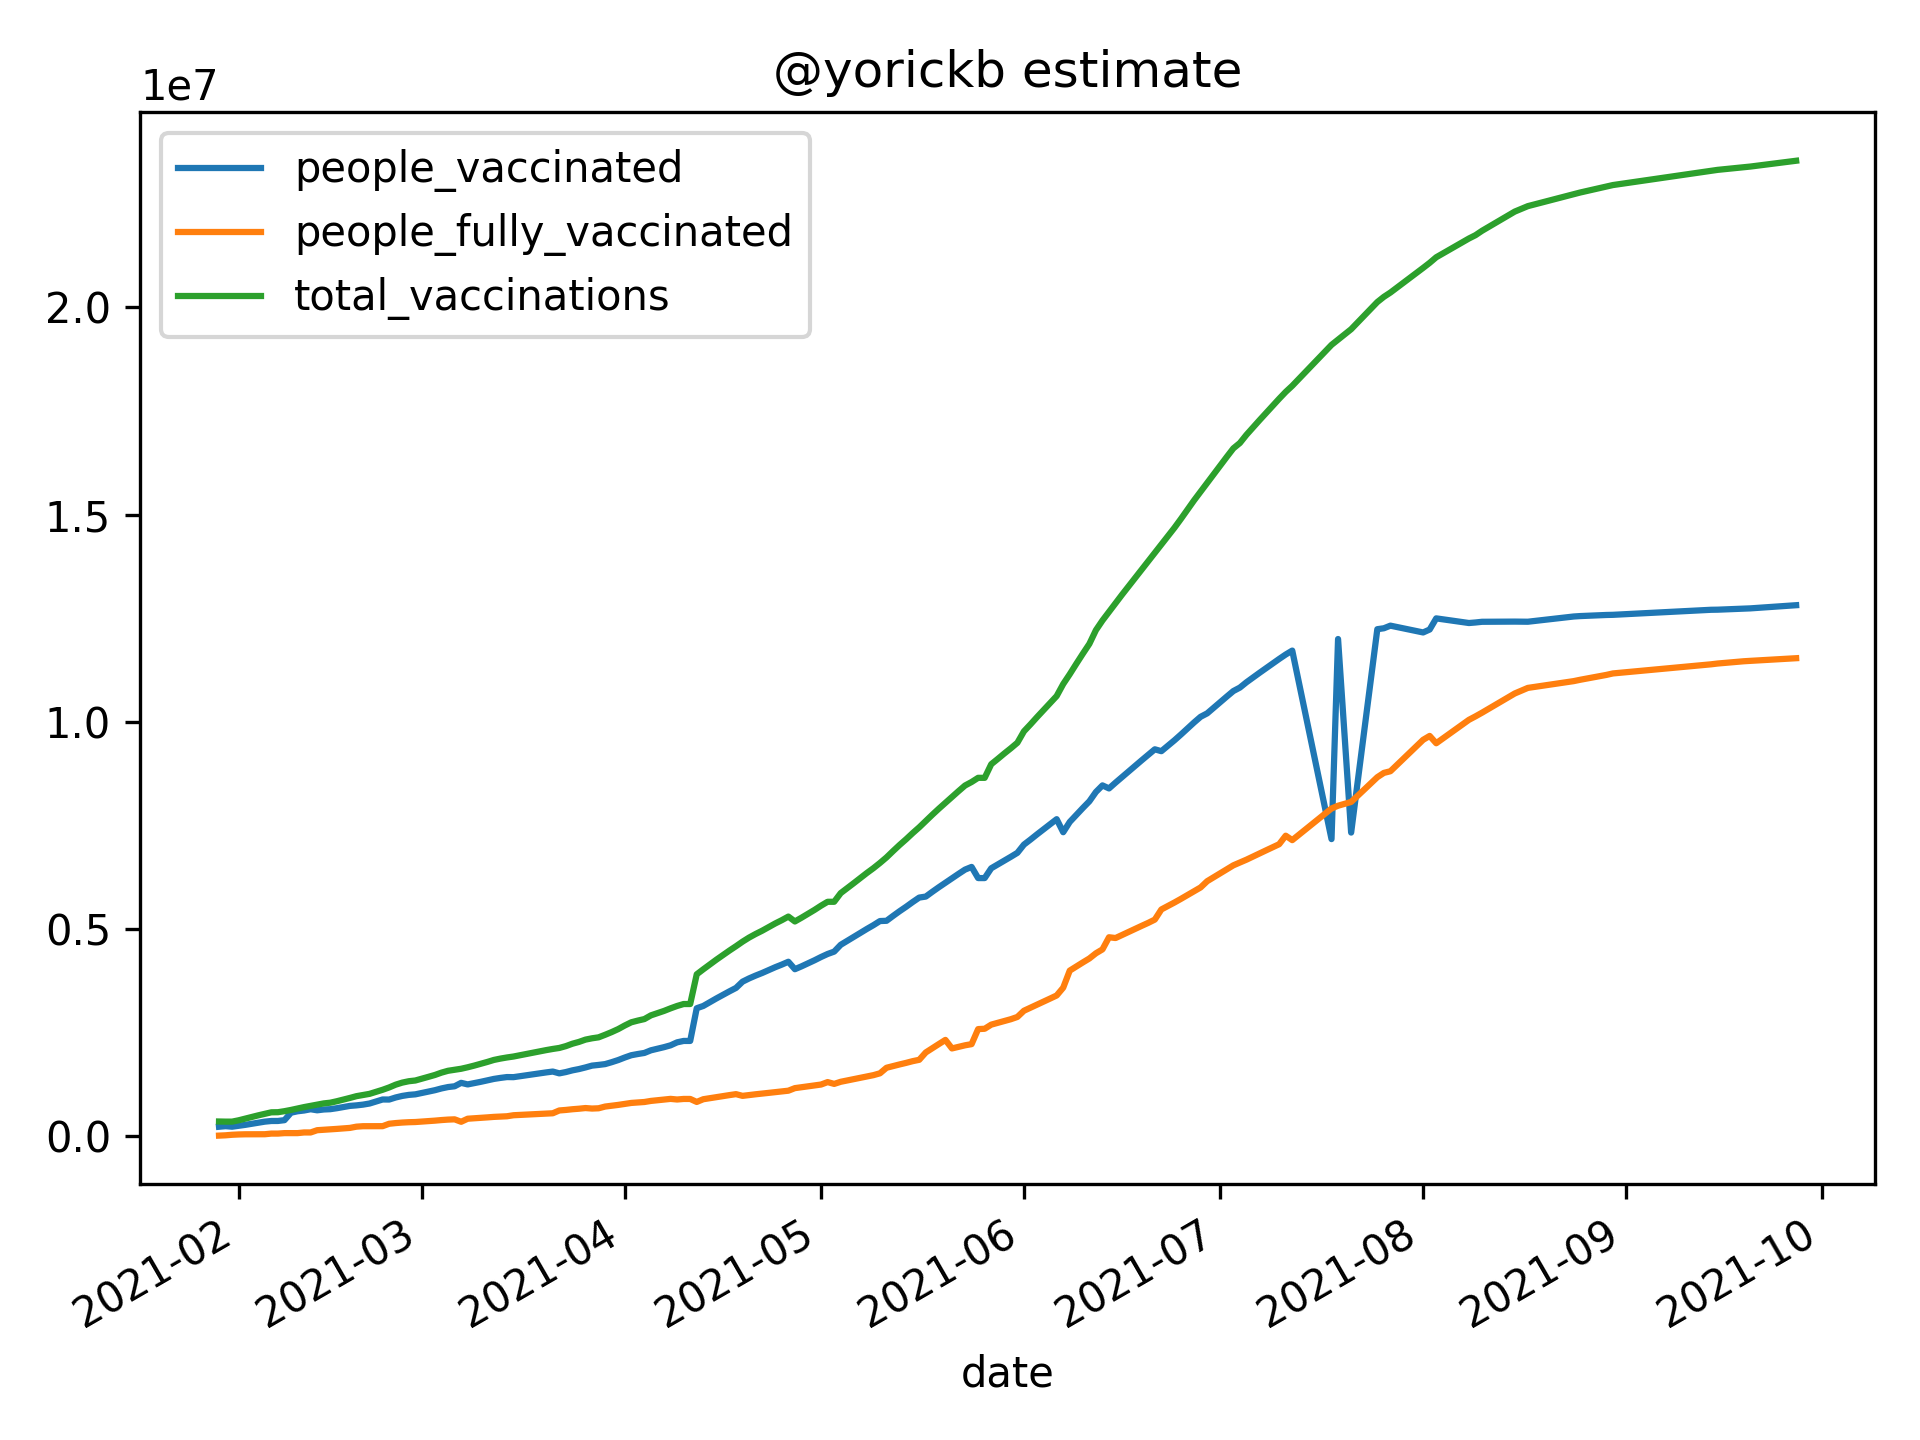 @yorickb estimate
1e7
people_vaccinated
people_fully_vaccinated
total_vaccinations
2.0
1.5
1.0
0.5
0.0
2021-02
2021-03
2021-04
2021-05
2021-06
2021-07
2021-08
2021-09
2021-10
date